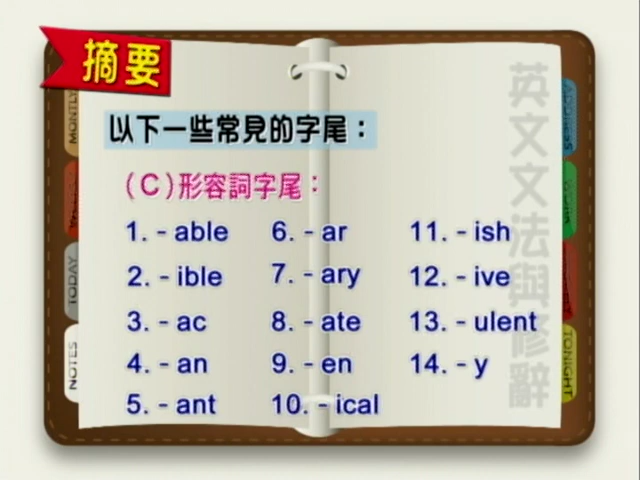 摘要
以下一些常見的字尾：
(C)形容詞字尾：
1. - able 6. - ar 11. - ish
2. - ible 7. - ary 12. - ive
3. - ac 8. - ate 13. - ulent
4. - an 9. - en 14. - y
5. - ant 10. - ical
英文文法與修辭
TODAY
NOTES
TONIGHT